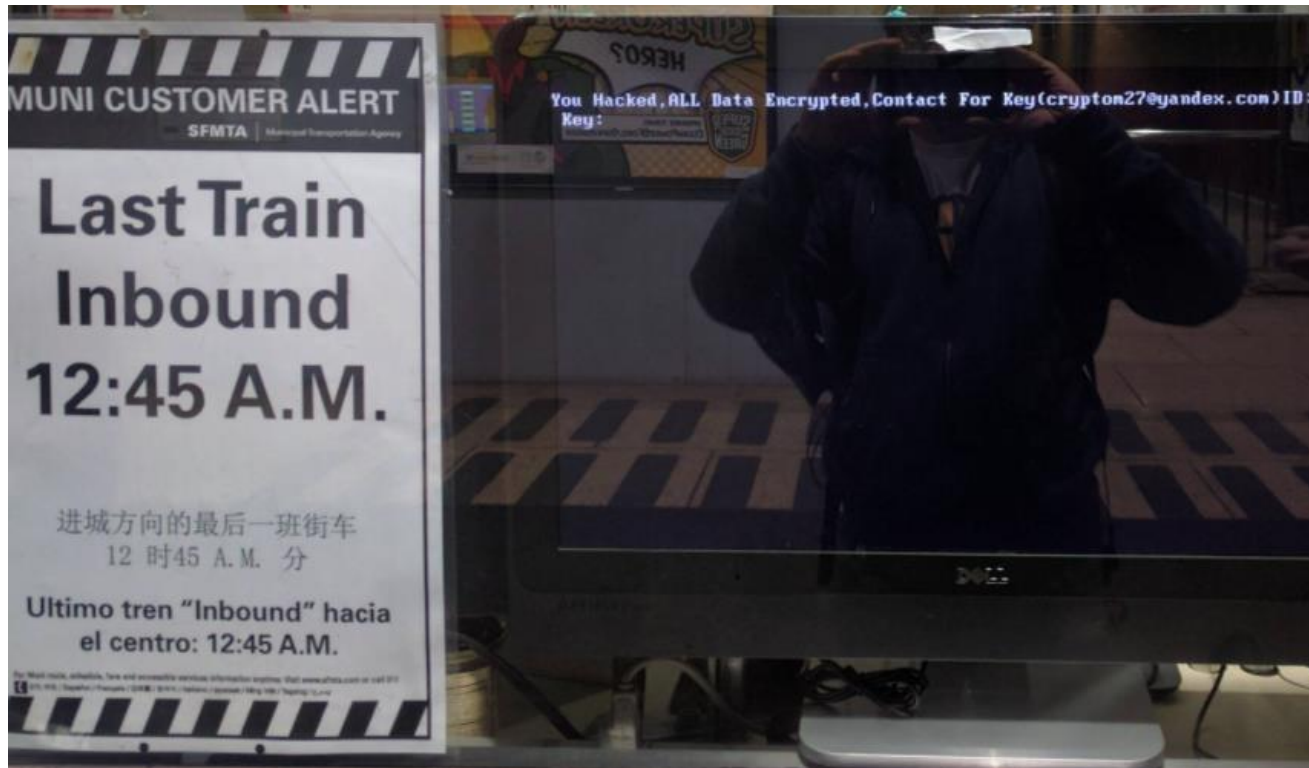 MUNI CUSTOMER ALERT
SFMTA Municipal Transportation Agency
Last Train
Inbound
12:45 A.M.
进城方向的最后一班街车
12 时45 A.M. 分
Ultimo tren "Inbound" hacia
el centro: 12:45 A.M.
SUPERSCREEN
HERO?
You Hacked,ALL Data Encrypted,Contact For Key(cryptom27@yandex.com)ID:
Key:
DELL